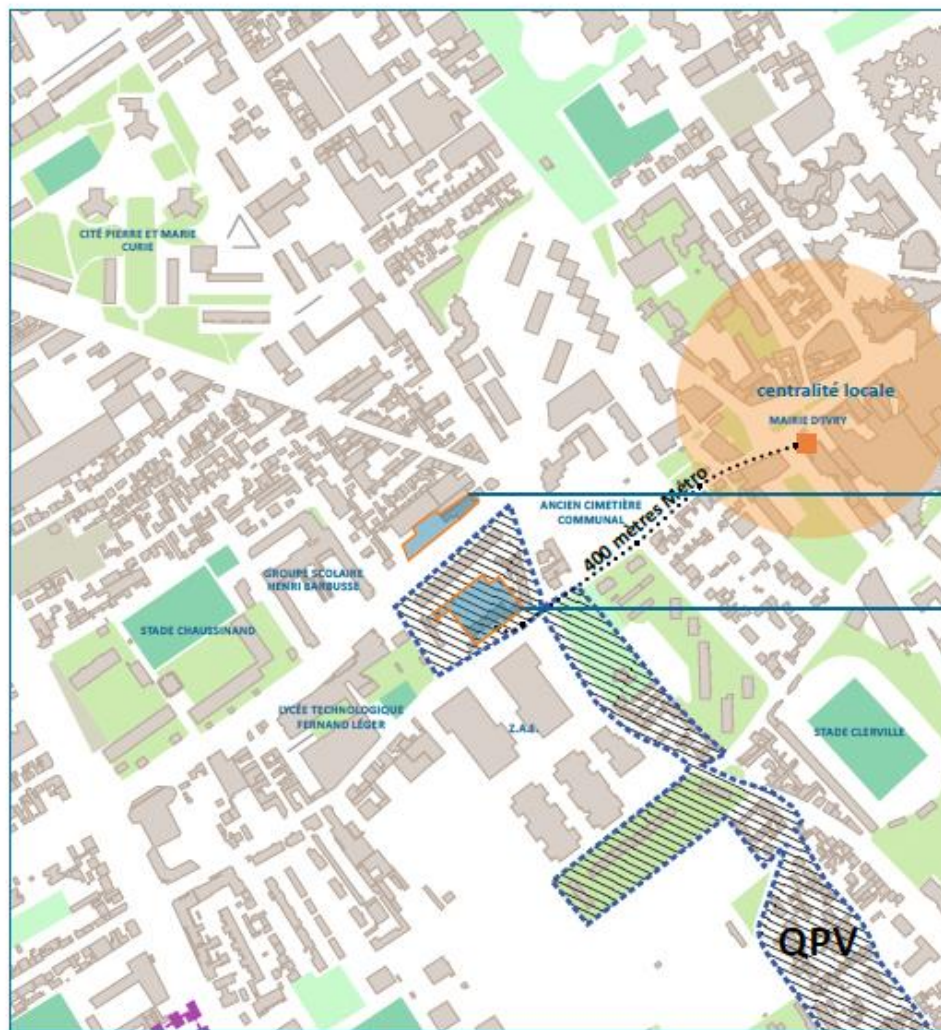 CITÉ PIERRE ET MARIE
CURIE
centralité locale
MAIRIE D'IVRY
ANCIEN CIMETIÈRE
COMMUNAL
400 mètres Métro
GROUPE SCOLAIRE
HENRI BARBUSSE
STADE CHAUSSINAND
LYCÉE TECHNOLOGIQUE
FERNAND LÉGER
Z.A.E.
STADE CLERVILLE
QPV